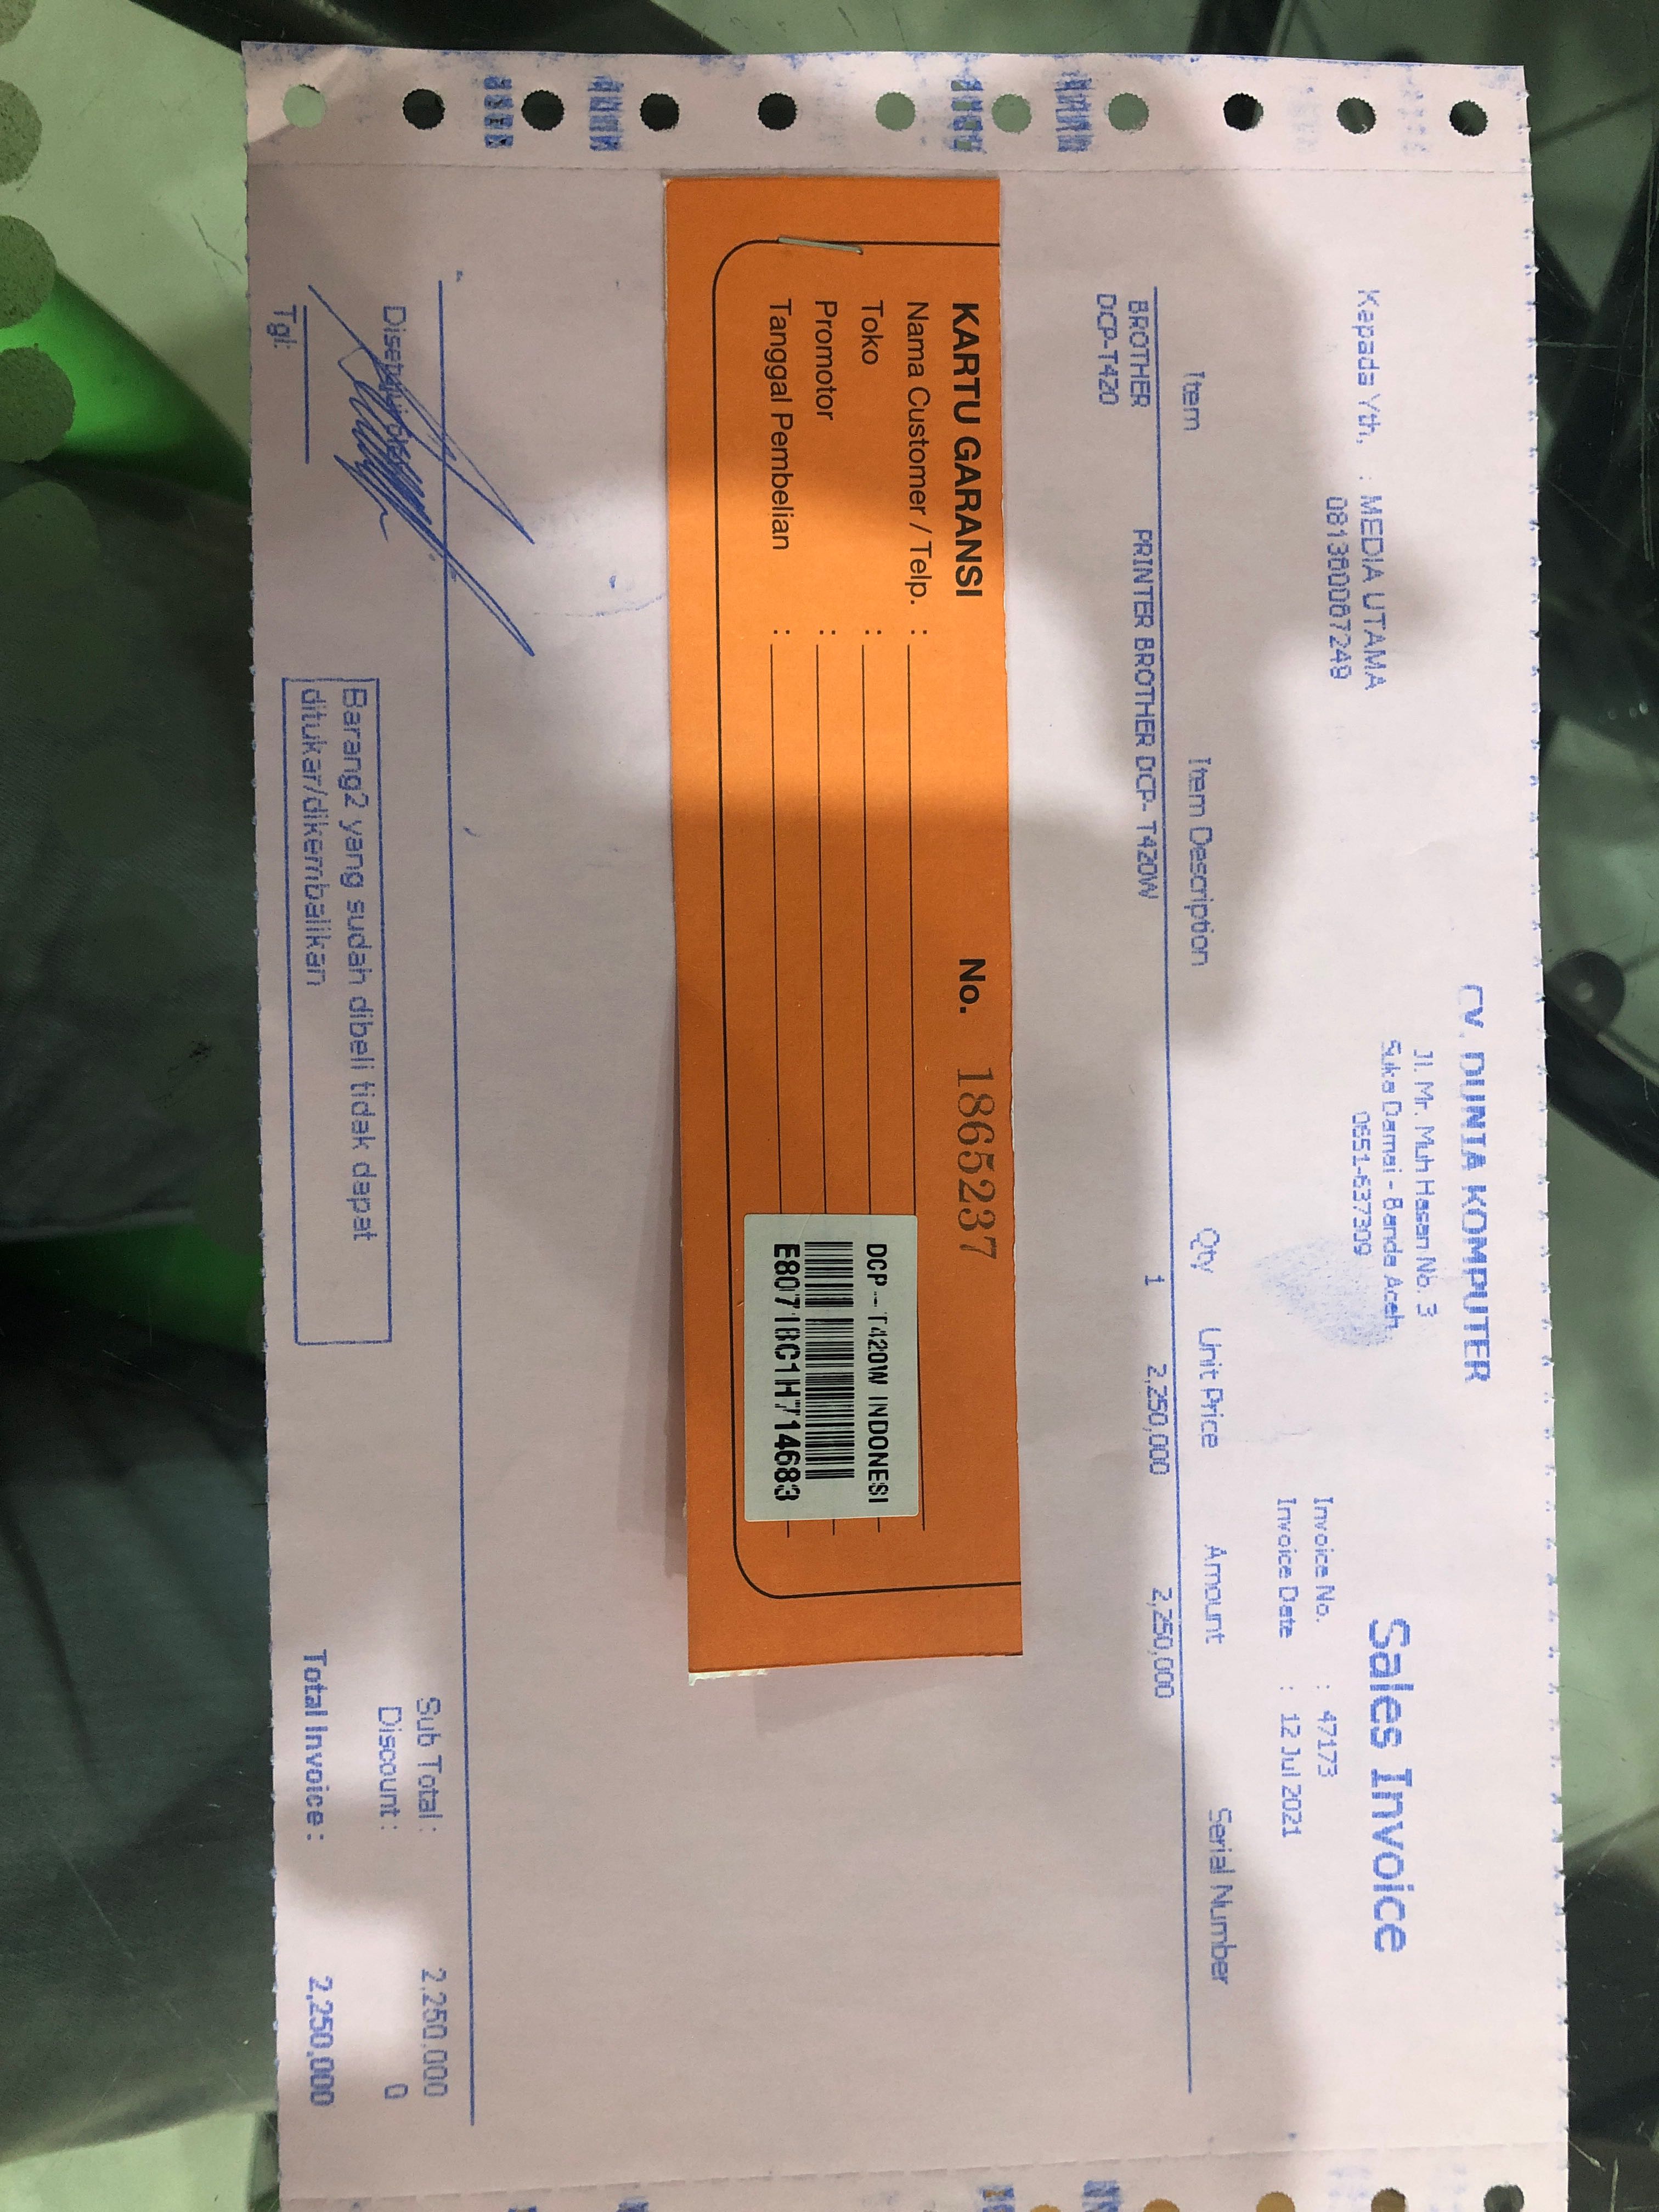 CV. DUNIA KOMPUTER
Jl. Mr. Muh Hasan No. 3
Suka Damai - Banda Aceh
0651-637309
Sales Invoice
Kepada Yth. : MEDIA UTAMA
081360087249
Invoice No. : 47173
Invoice Date : 12 Jul 2021
Item Item Description Qty Unit Price Amount Serial Number
BROTHER PRINTER BROTHER DCP- T420W 1 2,250,000 2,250,000
DCP-T420
KARTU GARANSI No. 1865237
Nama Customer / Telp. :
Toko :
Promotor :
Tanggal Pembelian :
DCP-T420W INDONESI
E80718C1H714683
Disetujui oleh
Tgl:
Barang2 yang sudah dibeli tidak dapat
ditukar/dikembalikan
Sub Total : 2,250,000
Discount : 0
Total Invoice : 2,250,000